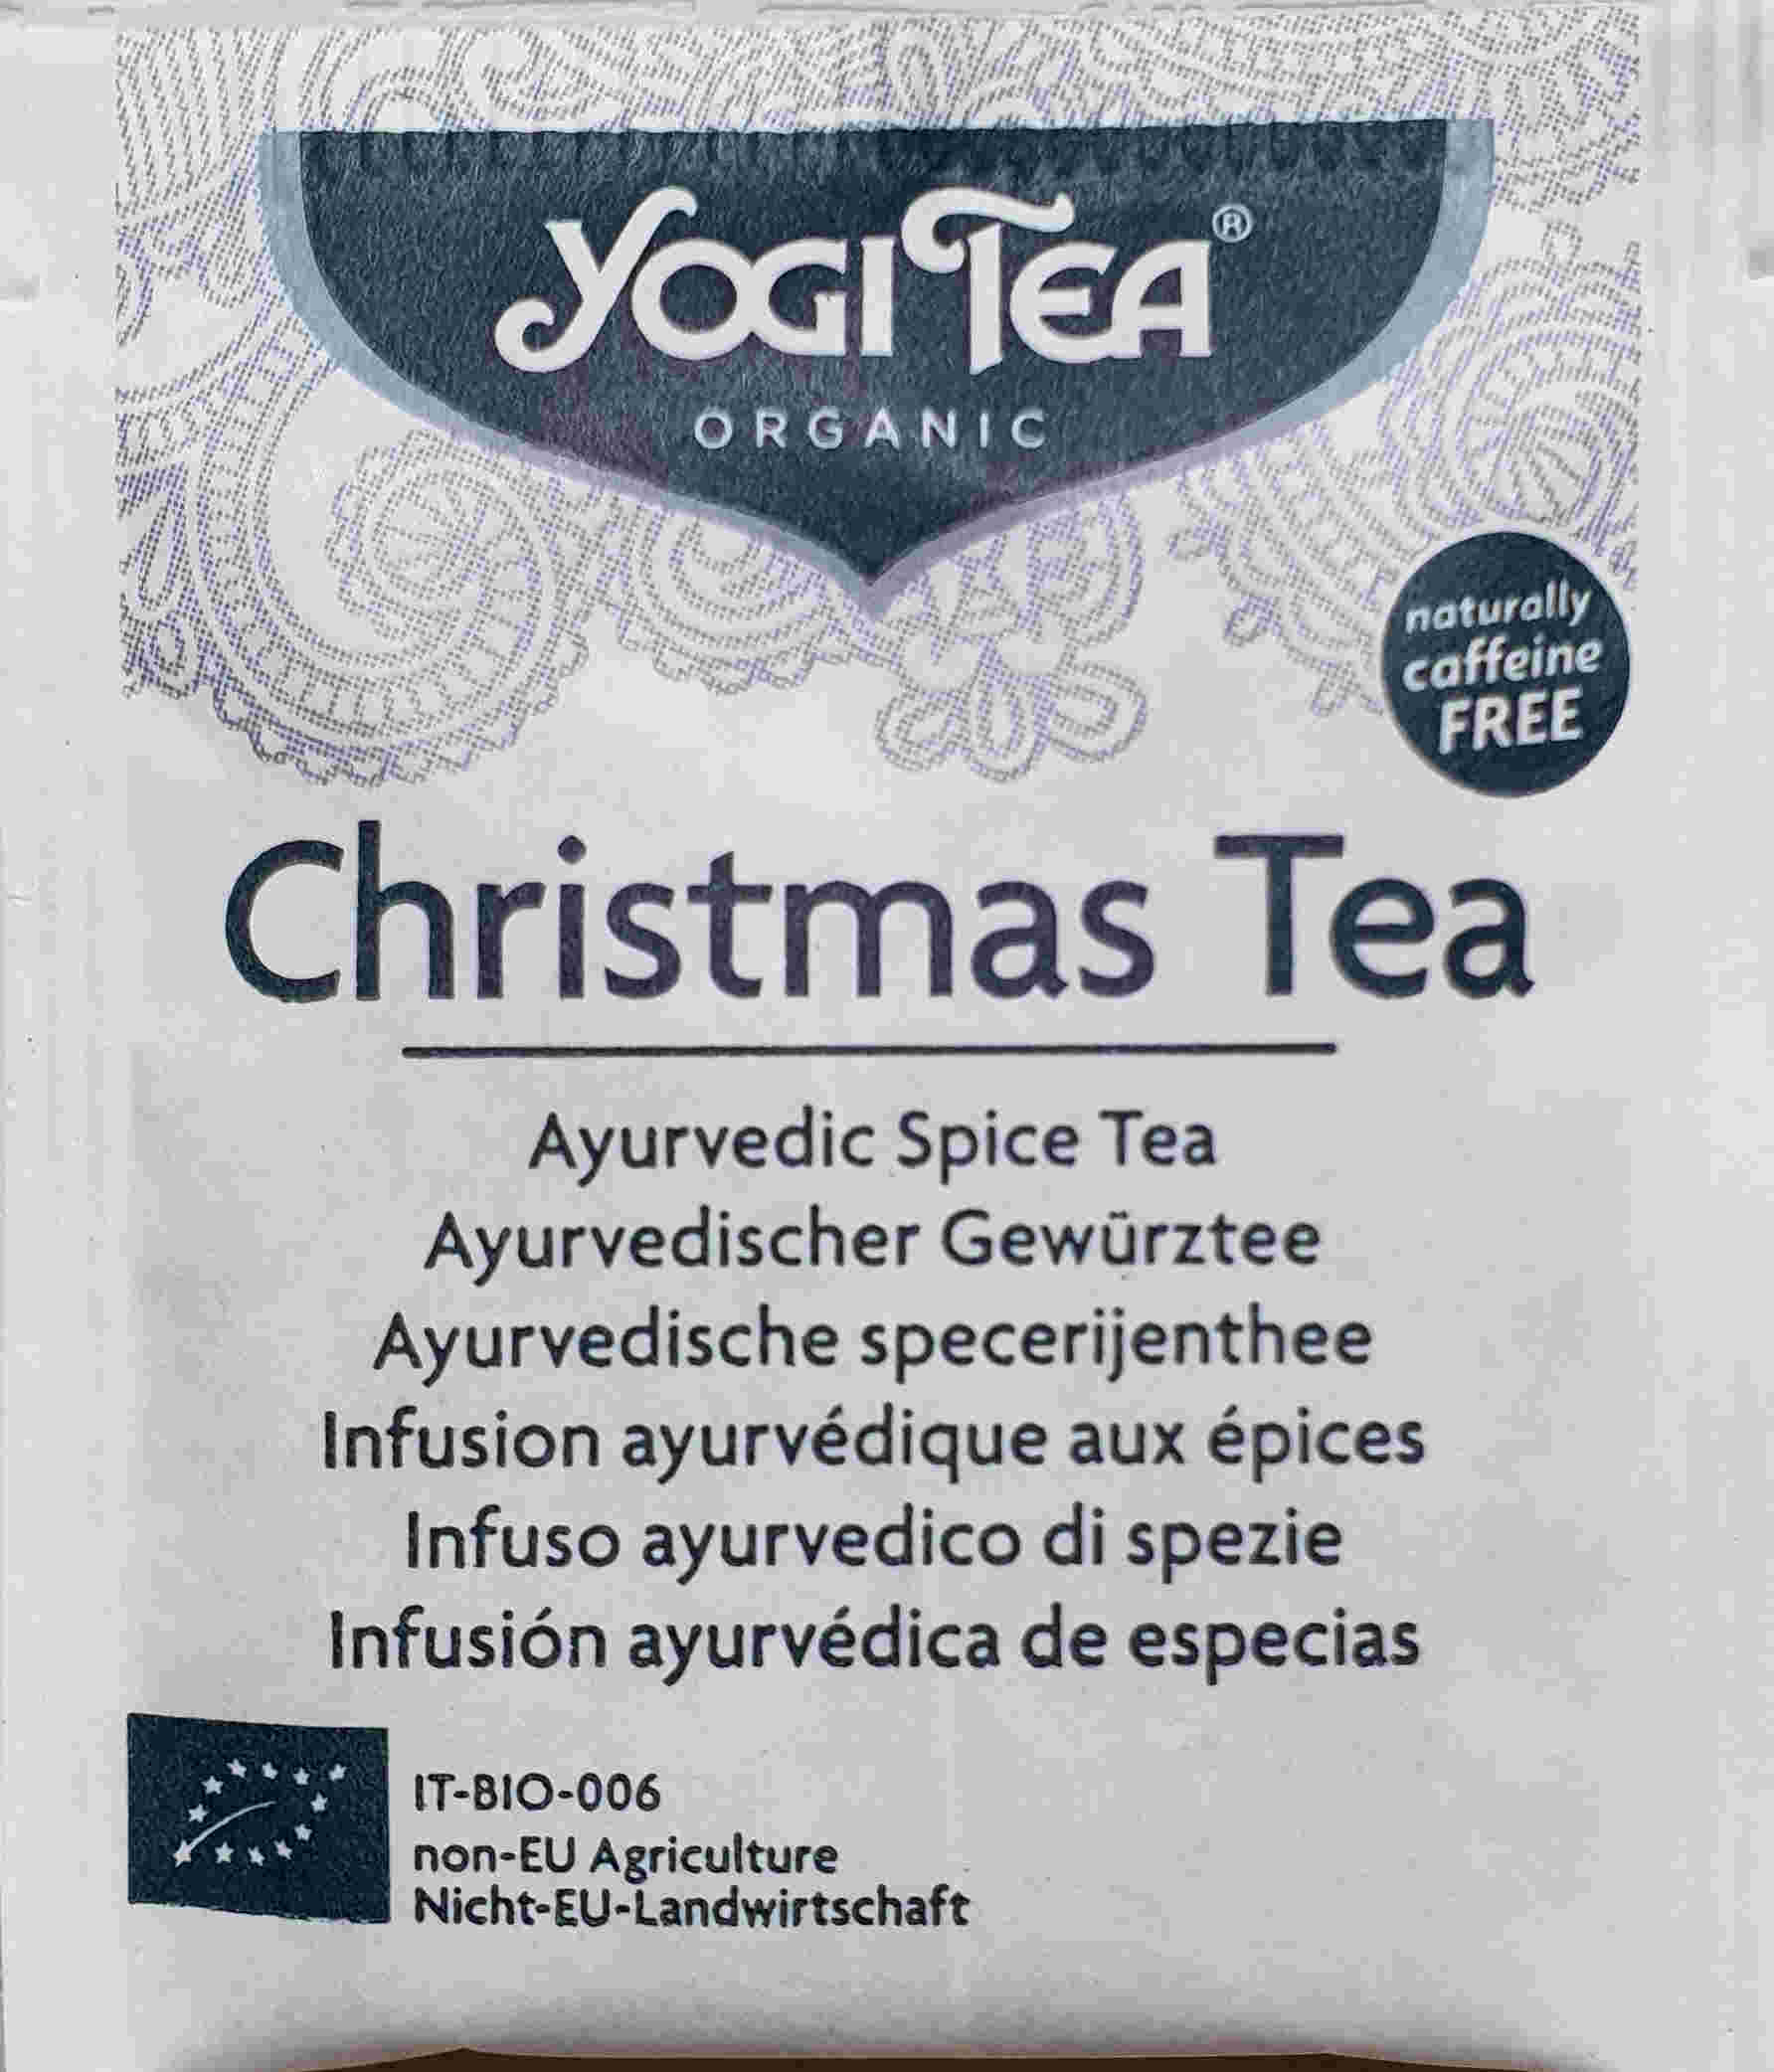 YOGI TEA®
ORGANIC
naturally
caffeine
FREE
Christmas Tea
Ayurvedic Spice Tea
Ayurvedischer Gewürztee
Ayurvedische specerijenthee
Infusion ayurvédique aux épices
Infuso ayurvedico di spezie
Infusión ayurvédica de especias
IT-BIO-006
non-EU Agriculture
Nicht-EU-Landwirtschaft